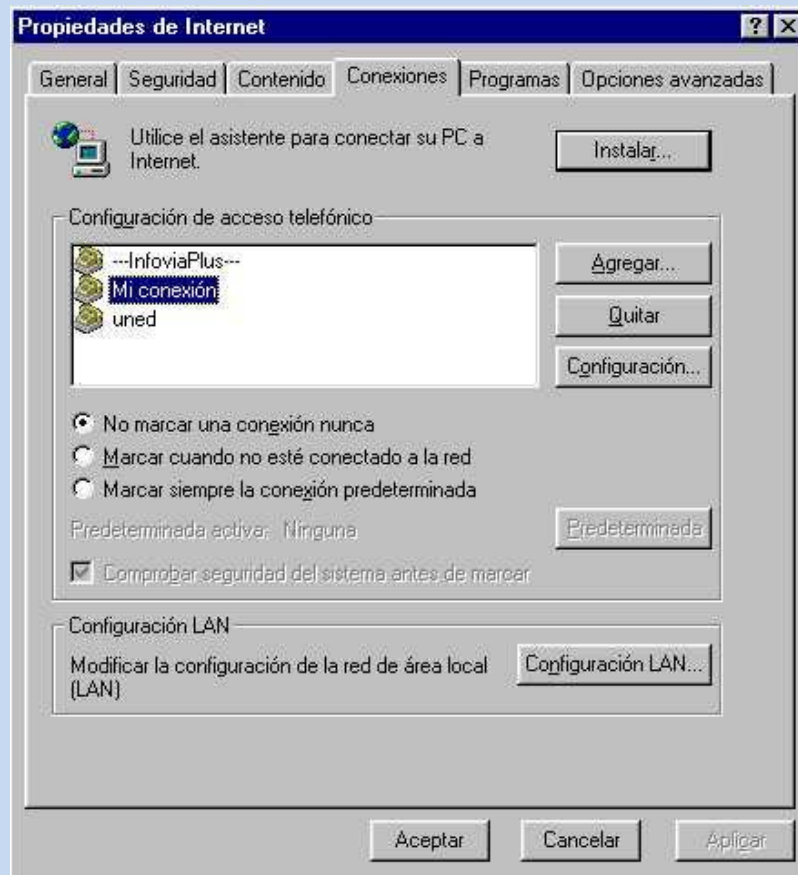 Propiedades de Internet
General Seguridad Contenido Conexiones Programas Opciones avanzadas
Utilice el asistente para conectar su PC a
Internet.
Instalar...
Configuración de acceso telefónico
---InfoviaPlus---
Mi conexión
uned
Agregar...
Quitar
Configuración...
No marcar una conexión nunca
Marcar cuando no esté conectado a la red
Marcar siempre la conexión predeterminada
Predeterminada activa: Ninguna
Predeterminada
Comprobar seguridad del sistema antes de marcar
Configuración LAN
Modificar la configuración de la red de área local
(LAN)
Configuración LAN...
Aceptar Cancelar Aplicar